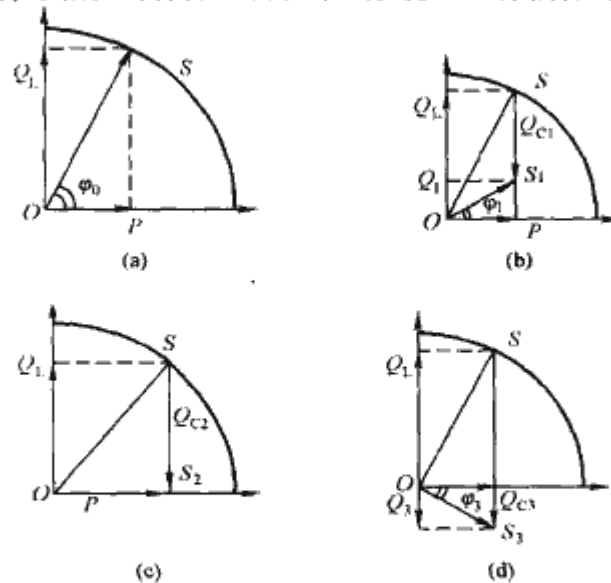 S
Q_L
φ_0
O
P
(a)
S
Q_L
Q_C1
Q_1
S_1
φ_1
O
P
(b)
S
Q_L
Q_C2
S_2
O
P
(c)
S
Q_L
O
φ_3
Q_3
Q_C3
S_3
(d)